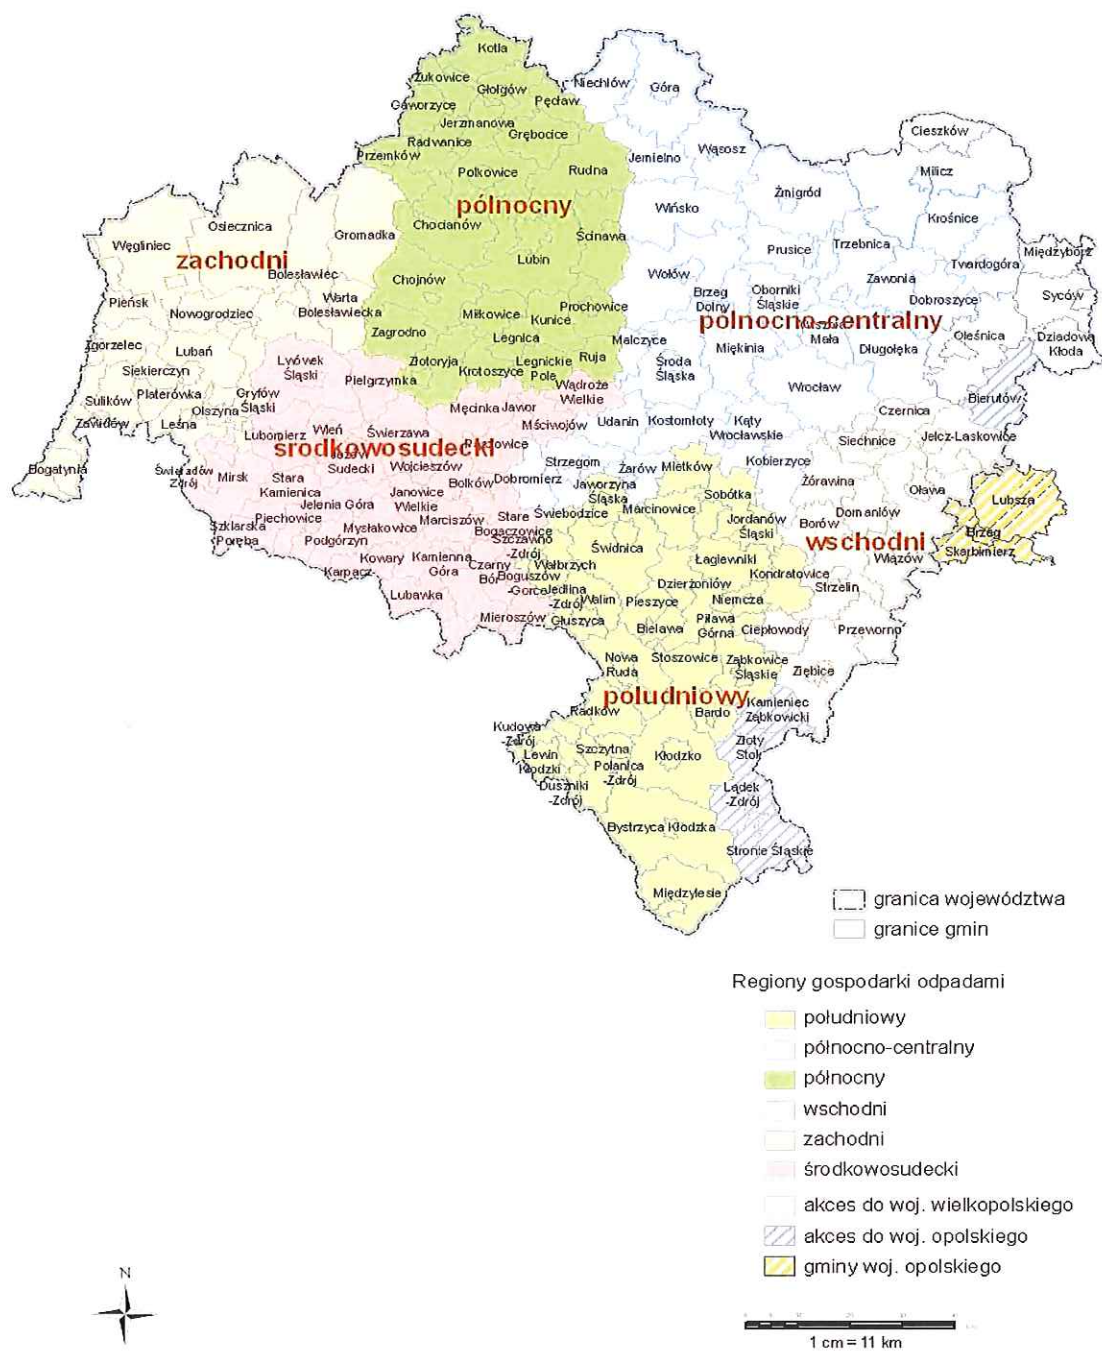 Kotla
Żukowice
Głolgów
Niechlów
Góra
Gaworzyce
Pęcław
Jerzmanowa
Grębocice
Cieszków
Radwanice
Wąsosz
Przemków
Jemielno
Rudna
Milicz
Polkowice
Żmigród
północny
Wińsko
Krośnice
Osiecznica
Chocianów
Gromadka
Ścinawa
Węgliniec
Prusice
Trzebnica
Międzybórz
zachodni
Lubin
Twardogóra
Bolesławiec
Wołów
Chojnów
Zawonia
Brzeg
Dolny
Oborniki
Śląskie
Syców
Pieńsk
Warta
Bolesławiecka
Dobroszyce
Prochowice
Nowogrodziec
Miłkowice
Kunice
północno-centralny
Zagrodno
Legnica
Mała
Oleśnica
Dziadowa
Kłoda
Zgorzelec
Malczyce
Miękinia
Długołęka
Lubań
Złotoryja
Legnickie
Pole
Ruja
Lwówek
Śląski
Środa
Śląska
Siekierczyn
Krotoszyce
Pielgrzymka
Wądroże
Wielkie
Wrocław
Platerówka
Gryfów
Śląski
Bierutów
Sulików
Olszyna
Męcinka
Jawor
Czernica
Zawidów
Leśna
Mściwojów
Udanin
Kostomłoty
Kąty
Wrocławskie
Lubomierz
Wleń
Świerzawa
Siechnice
Jelcz-Laskowice
środkowosudecki
Bogatynia
Strzegom
Kobierzyce
Świeradów
Zdrój
Mirsk
Stara
Kamienica
Sudecki
Wojcieszów
Żarów
Mietków
Bolków
Dobromierz
Jaworzyna
Śląska
Żórawina
Oława
Lubsza
Janowice
Wielkie
Sobótka
Jelenia Góra
Piechowice
Świebodzice
Marcinowice
Domaniów
Marciszów
Stare
Bogaczowice
Szklarska
Poręba
Mysłakowice
Jordanów
Śląski
Borów
Brzeg
Podgórzyn
Szczawno
-Zdrój
wschodni
Skarbimierz
Świdnica
Kowary
Kamienna
Góra
Czarny
Bór
Wałbrzych
Łagiewniki
Wiązów
Karpacz
Boguszów
-Gorce
Kondratowice
Dzierżoniów
Strzelin
Lubawka
Jedlina
-Zdrój
Walim
Pieszyce
Niemcza
Mieroszów
Głuszyca
Piława
Górna
Bielawa
Ciepłowody
Przeworno
Nowa
Ruda
Stoszowice
Ząbkowice
Śląskie
Ziębice
południowy
Kamieniec
Ząbkowicki
Radków
Bardo
Kudowa
-Zdrój
Szczytna
Złoty
Stok
Lewin
Kłodzki
Kłodzko
Polanica
-Zdrój
Duszniki
-Zdrój
Lądek
-Zdrój
Bystrzyca Kłodzka
Stronie Śląskie
Międzylesie
granica województwa
granice gmin
Regiony gospodarki odpadami
południowy
północno-centralny
północny
wschodni
zachodni
środkowosudecki
akces do woj. wielkopolskiego
akces do woj. opolskiego
gminy woj. opolskiego
N
1 cm = 11 km